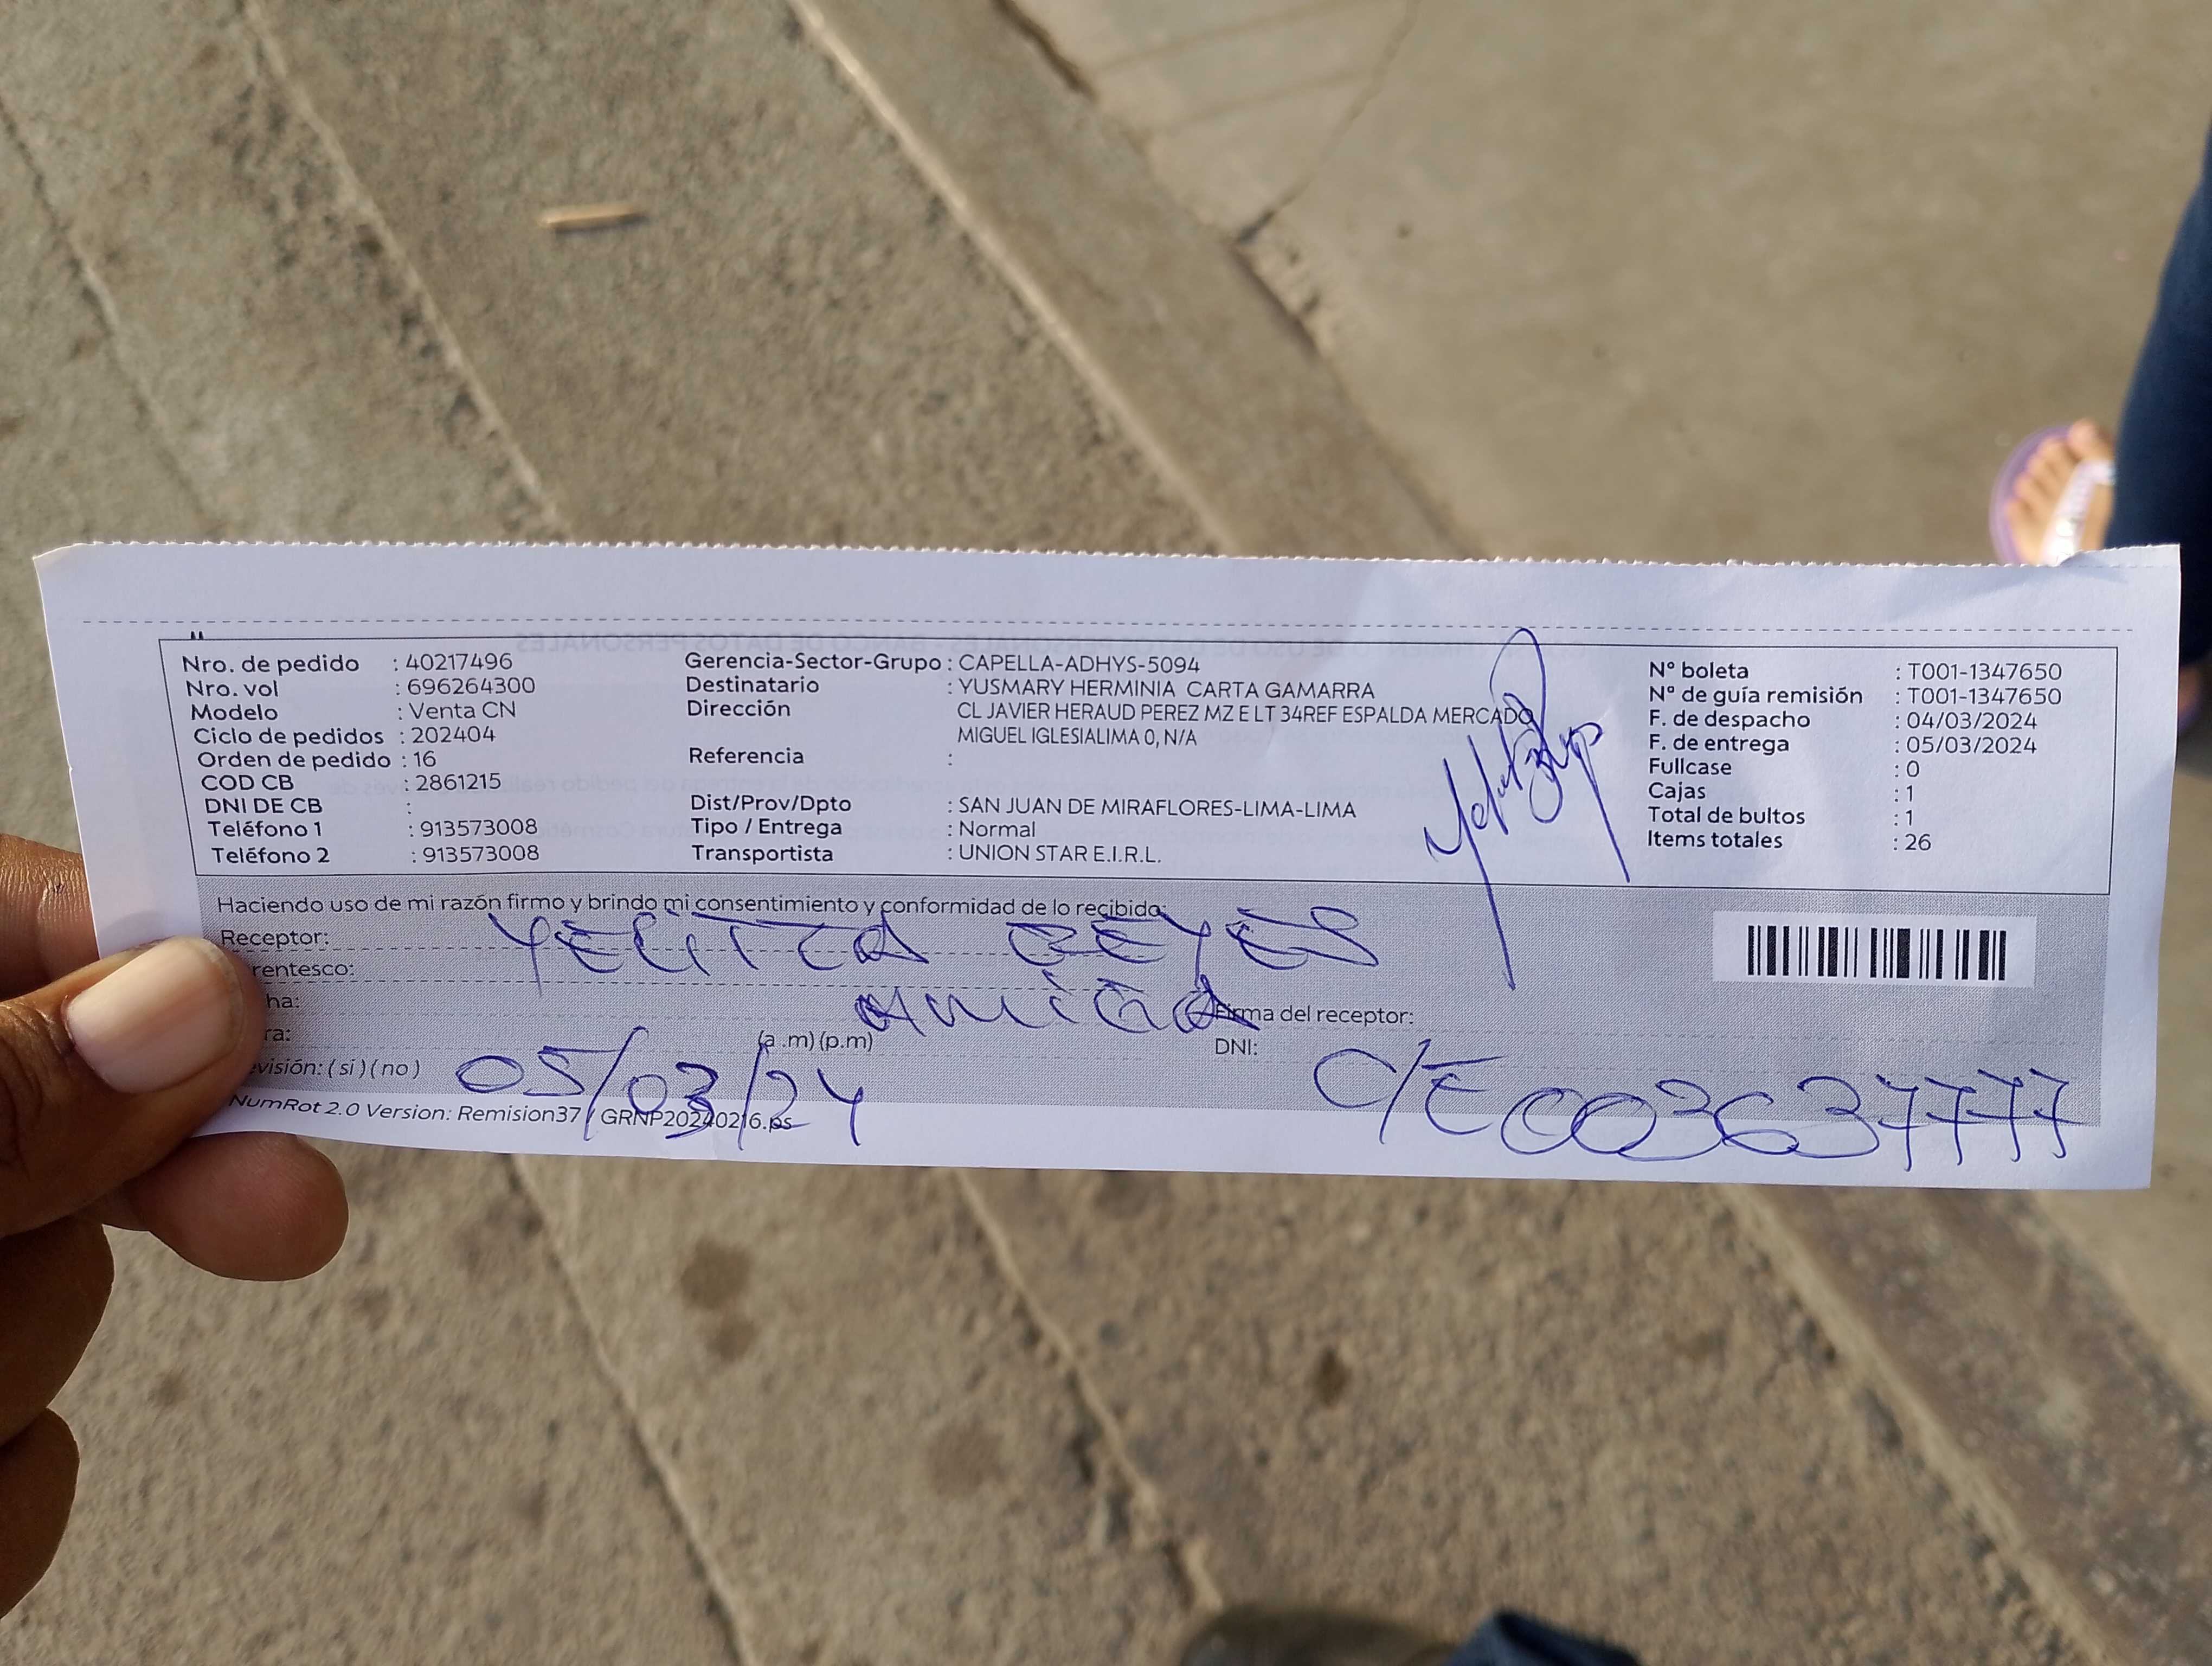 Nro. de pedido : 40217496
Nro. vol : 696264300
Modelo : Venta CN
Ciclo de pedidos : 202404
Orden de pedido : 16
COD CB : 2861215
DNI DE CB :
Teléfono 1 : 913573008
Teléfono 2 : 913573008
Gerencia-Sector-Grupo : CAPELLA-ADHYS-5094
Destinatario : YUSMARY HERMINIA CARTA GAMARRA
Dirección CL JAVIER HERAUD PEREZ MZ E LT 34REF ESPALDA MERCADO
MIGUEL IGLESIALIMA 0, N/A
Referencia :
Dist/Prov/Dpto : SAN JUAN DE MIRAFLORES-LIMA-LIMA
Tipo / Entrega : Normal
Transportista : UNION STAR E.I.R.L.
N° boleta : T001-1347650
N° de guía remisión : T001-1347650
F. de despacho : 04/03/2024
F. de entrega : 05/03/2024
Fullcase : 0
Cajas : 1
Total de bultos : 1
Items totales : 26
Haciendo uso de mi razón firmo y brindo mi consentimiento y conformidad de lo recibido:
Receptor: YELITZA REYES
rentesco: AMIGA
ha:
Firma del receptor:
ra: (a .m) (p.m)
DNI: C/E 003637777
visión: ( si ) ( no ) 05/03/24
NumRot 2.0 Version: Remision37 / GRNP20240216.ps